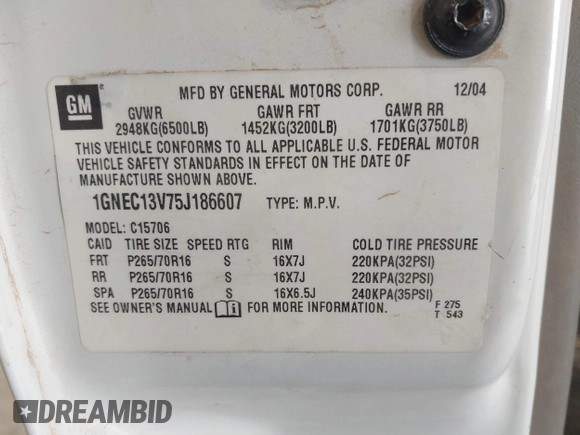 GM
MFD BY GENERAL MOTORS CORP. 12/04
GVWR GAWR FRT GAWR RR
2948KG(6500LB) 1452KG(3200LB) 1701KG(3750LB)
THIS VEHICLE CONFORMS TO ALL APPLICABLE U.S. FEDERAL MOTOR
VEHICLE SAFETY STANDARDS IN EFFECT ON THE DATE OF
MANUFACTURE SHOWN ABOVE.
1GNEC13V75J186607 TYPE: M.P.V.
MODEL: C15706
CAID TIRE SIZE SPEED RTG RIM COLD TIRE PRESSURE
FRT P265/70R16 S 16X7J 220KPA(32PSI)
RR P265/70R16 S 16X7J 220KPA(32PSI)
SPA P265/70R16 S 16X6.5J 240KPA(35PSI)
SEE OWNER'S MANUAL FOR MORE INFORMATION. F 275
T 543
DREAMBID